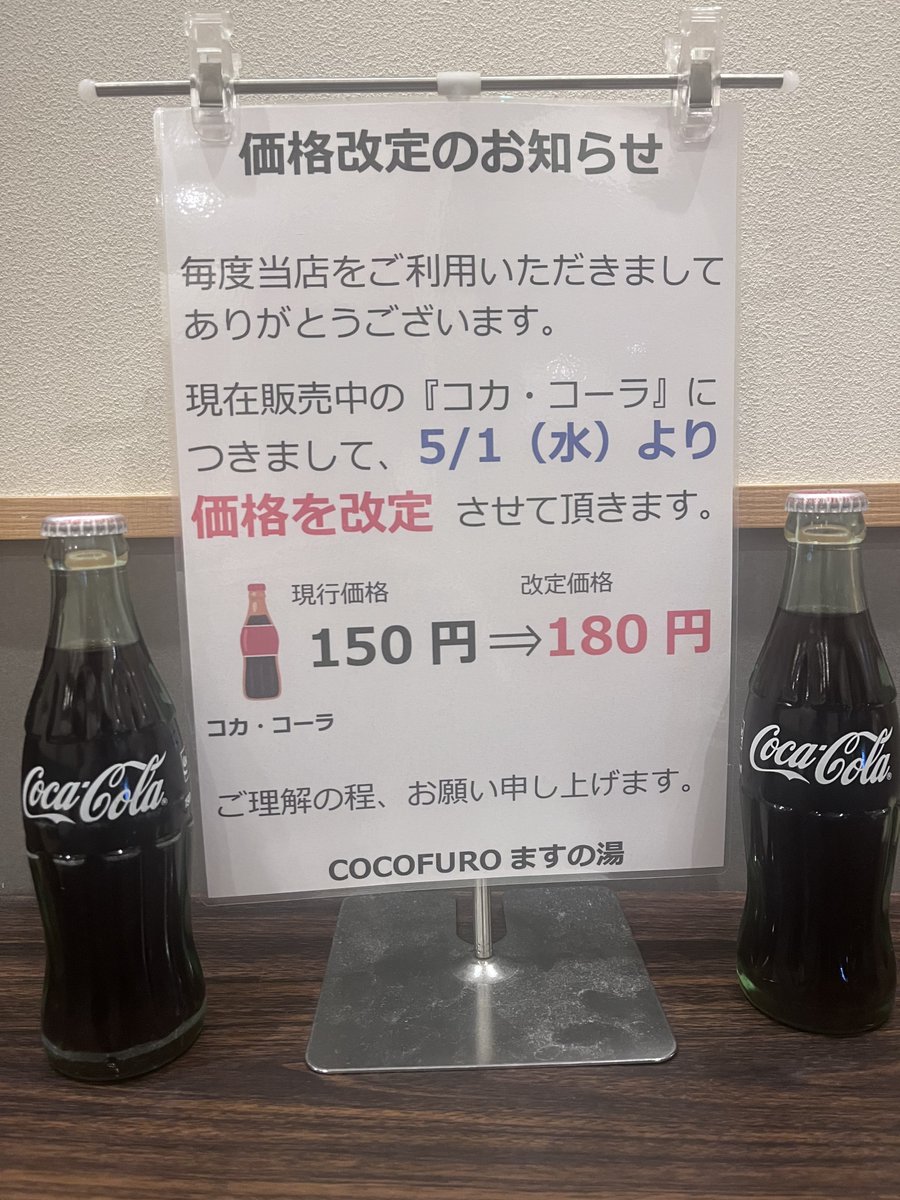 価格改定のお知らせ
毎度当店をご利用いただきまして
ありがとうございます。
現在販売中の『コカ・コーラ』に
つきまして、5/1（水）より
価格を改定 させて頂きます。
現行価格 改定価格
150 円⇒180 円
コカ・コーラ
ご理解の程、お願い申し上げます。
COCOFURO ますの湯
Coca-Cola
Coca-Cola